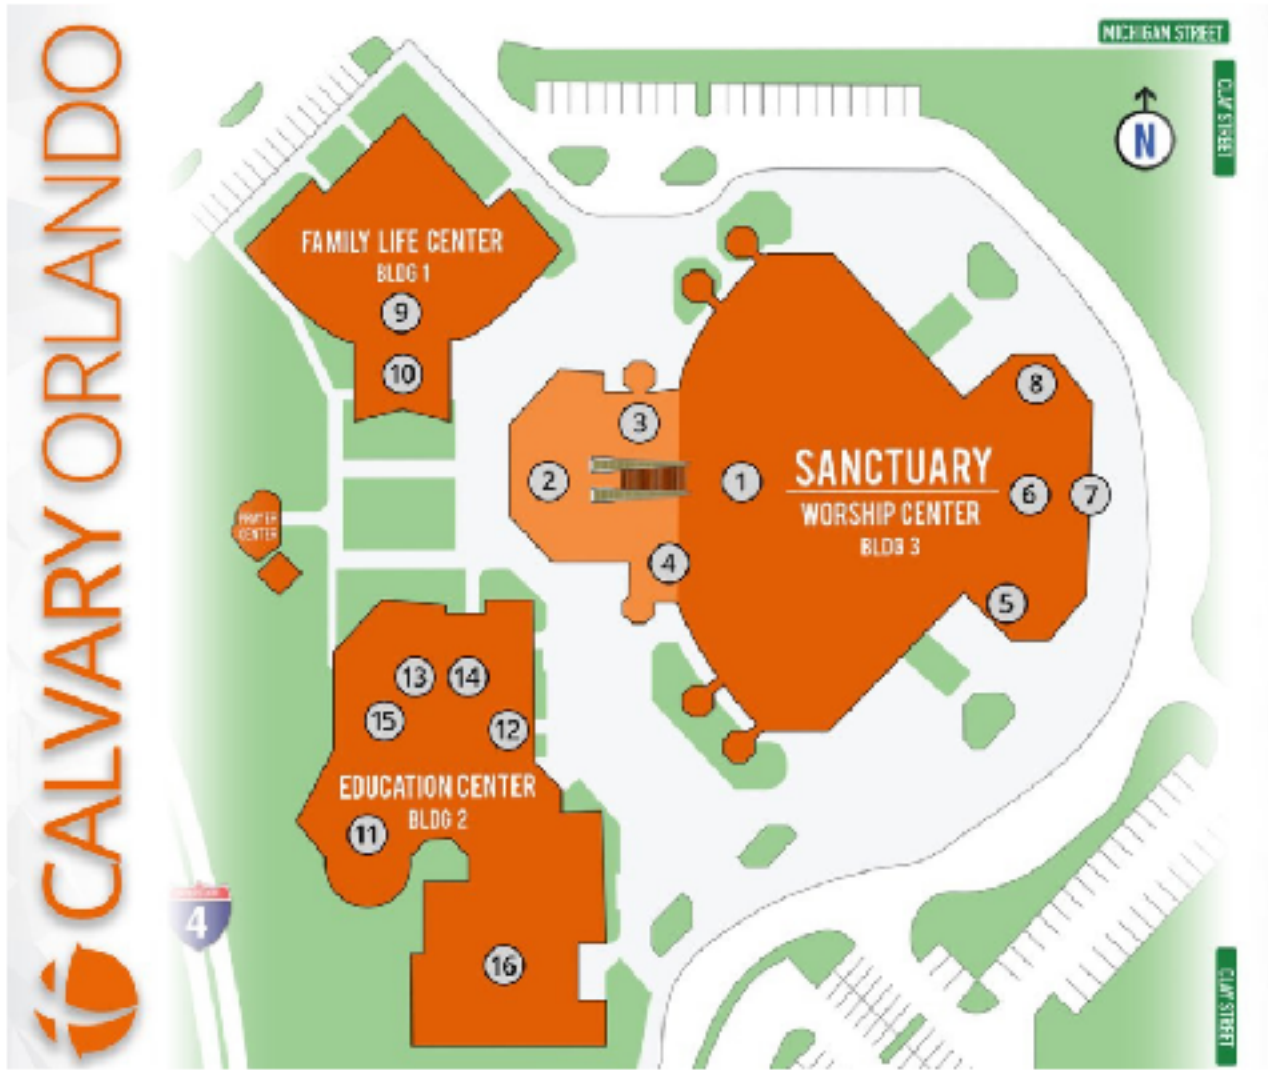 CALVARY ORLANDO
MICHIGAN STREET
CLAY STREET
N
FAMILY LIFE CENTER
BLDG 1
9
10
3
8
2
1
SANCTUARY
WORSHIP CENTER
BLDG 3
6
7
4
5
PRAYER
CENTER
13
14
15
12
EDUCATION CENTER
BLDG 2
11
4
16
CLAY STREET